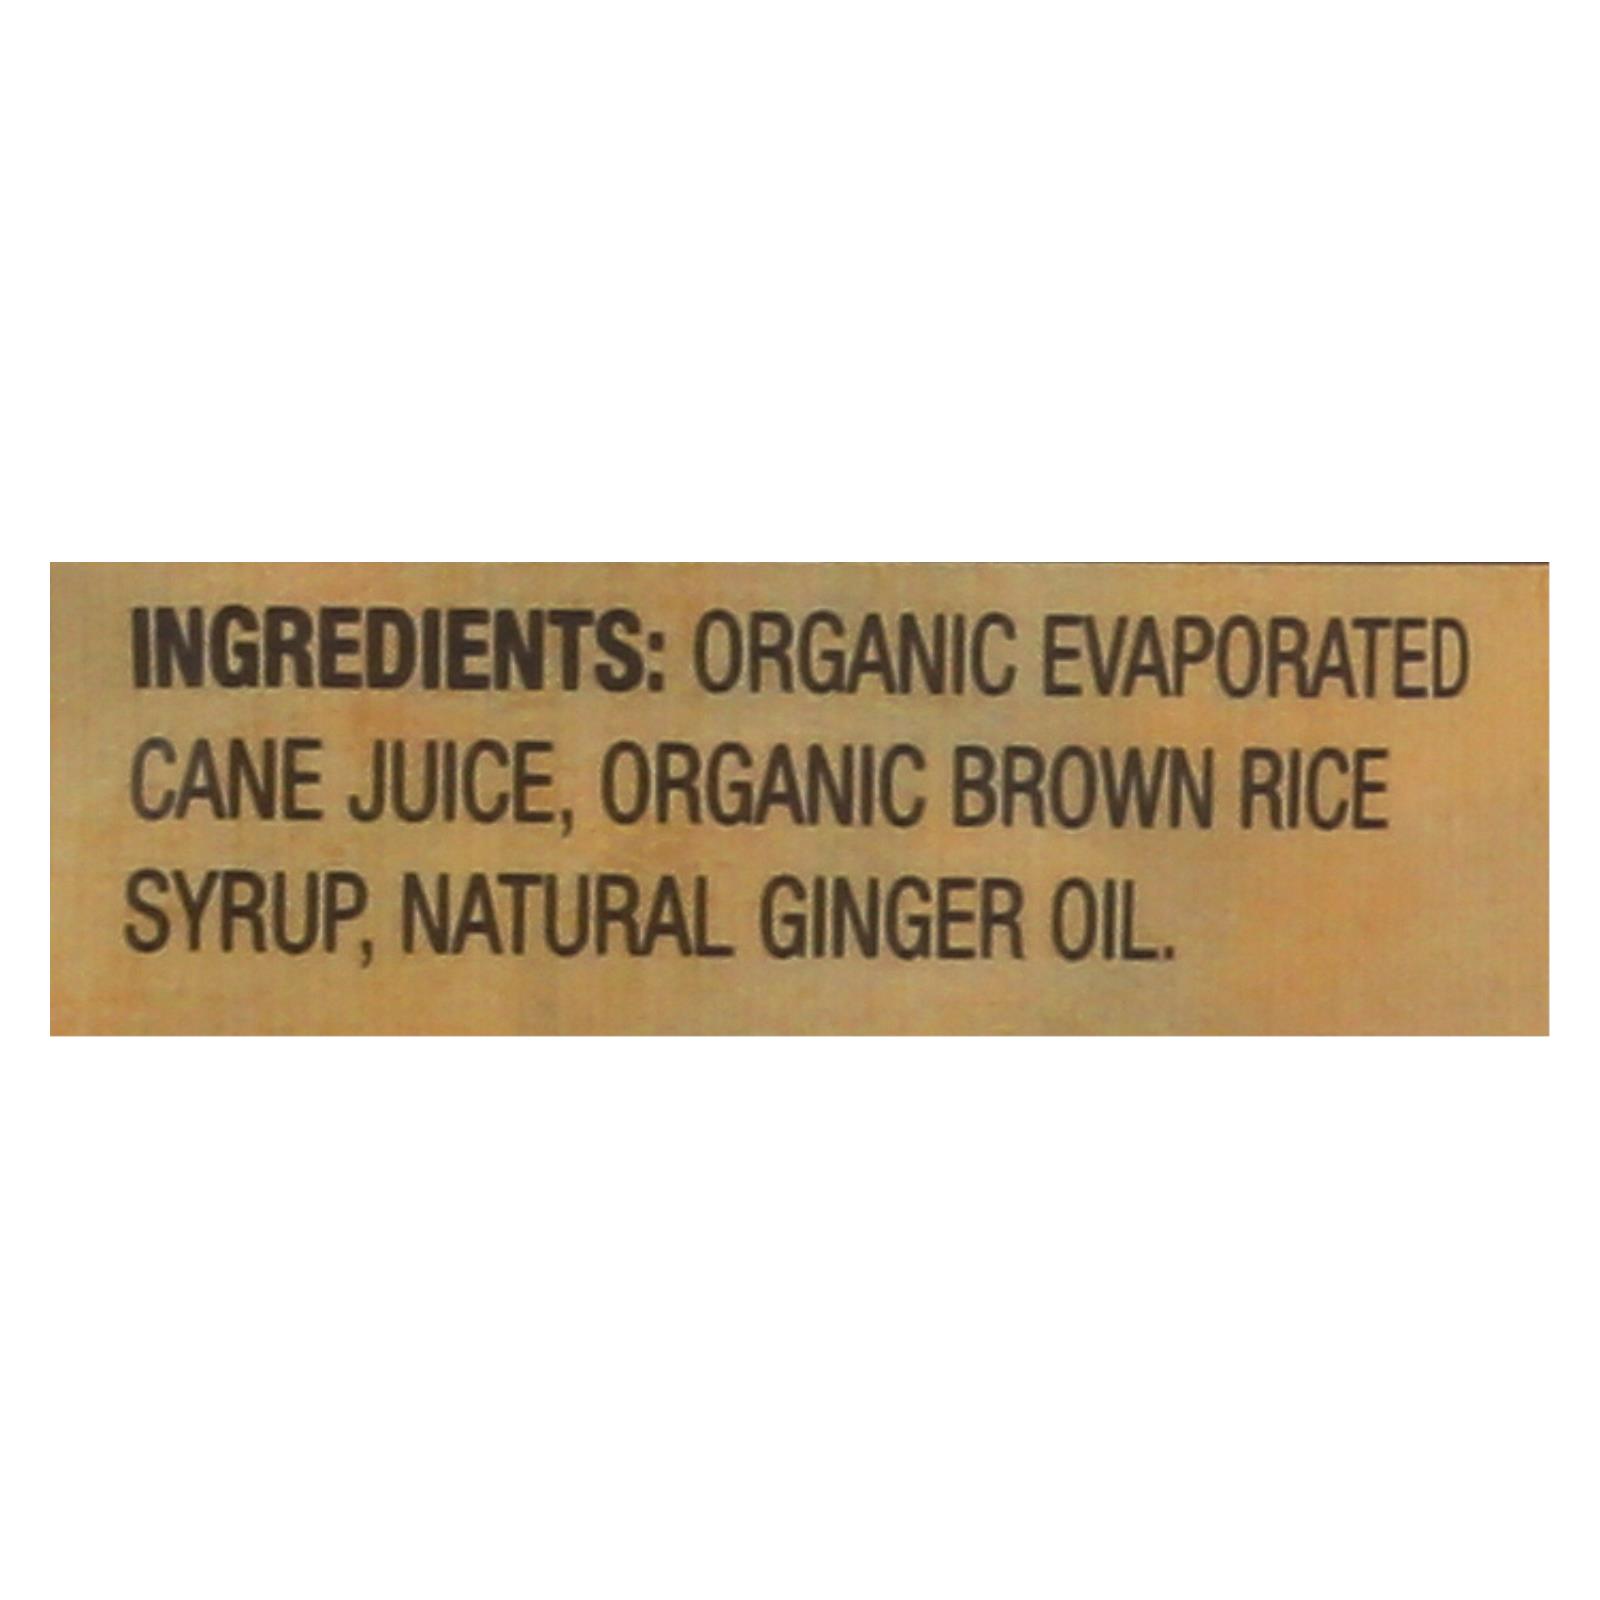 INGREDIENTS: ORGANIC EVAPORATED
CANE JUICE, ORGANIC BROWN RICE
SYRUP, NATURAL GINGER OIL.